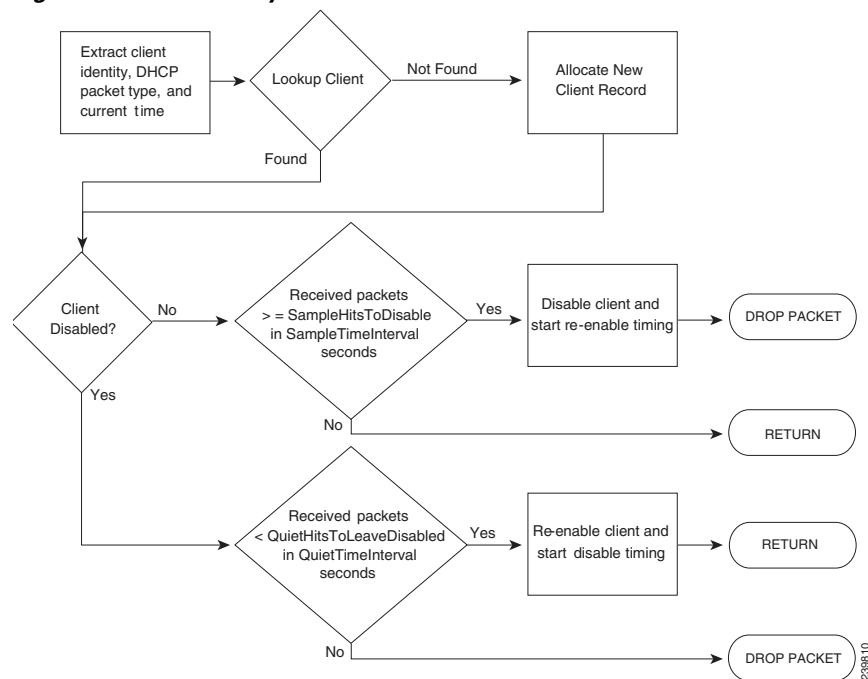 Extract client
identity, DHCP
packet type, and
current time
Lookup Client
Not Found
Allocate New
Client Record
Found
Client
Disabled?
No
Received packets
> = SampleHitsToDisable
in SampleTimeInterval
seconds
Yes
Disable client and
start re-enable timing
DROP PACKET
Yes
No
RETURN
Received packets
< QuietHitsToLeaveDisabled
in QuietTimeInterval
seconds
Yes
Re-enable client and
start disable timing
RETURN
No
DROP PACKET
239810